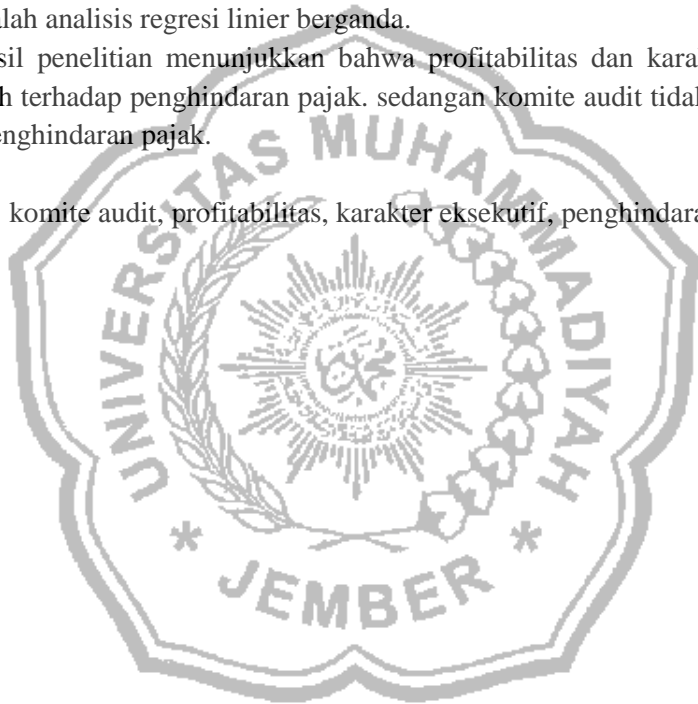 alah analisis regresi linier berganda.
sil penelitian menunjukkan bahwa profitabilitas dan kara
h terhadap penghindaran pajak. sedangan komite audit tidal
enghindaran pajak.
komite audit, profitabilitas, karakter eksekutif, penghindara
UNIVERSITAS MUHAMMADIYAH
* JEMBER *